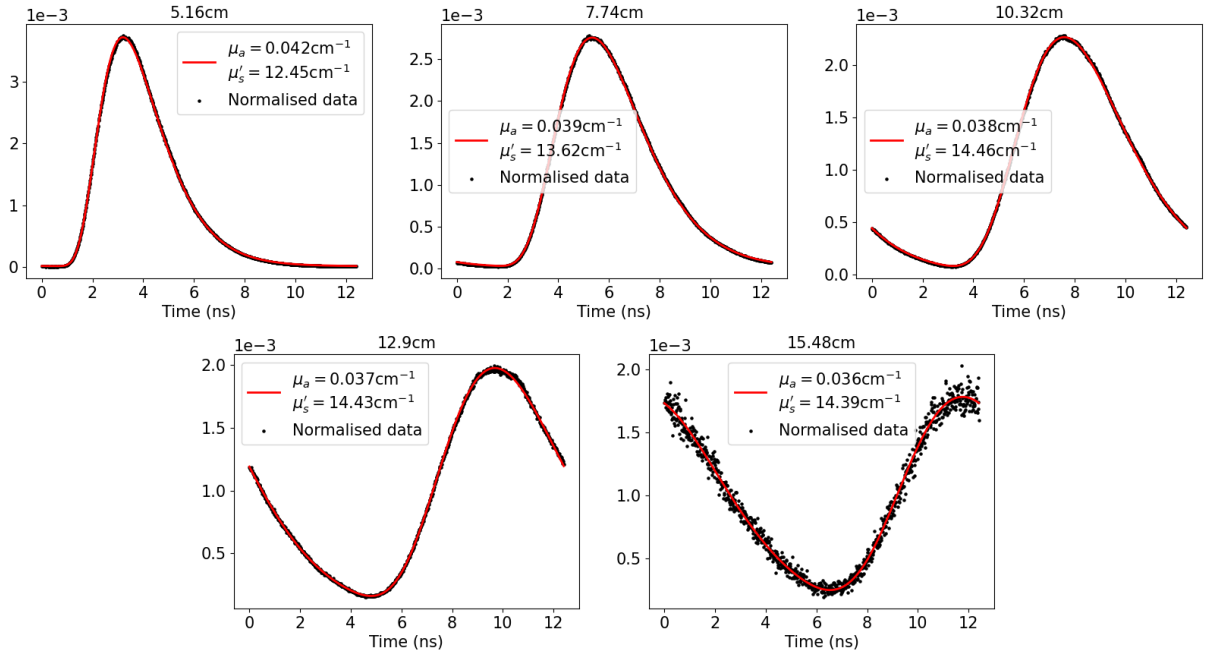 5.16cm
1e−3
μₐ = 0.042cm⁻¹
μ′ₛ = 12.45cm⁻¹
Normalised data
3
2
1
0
0 2 4 6 8 10 12
Time (ns)
7.74cm
1e−3
μₐ = 0.039cm⁻¹
μ′ₛ = 13.62cm⁻¹
Normalised data
2.5
2.0
1.5
1.0
0.5
0.0
0 2 4 6 8 10 12
Time (ns)
10.32cm
1e−3
μₐ = 0.038cm⁻¹
μ′ₛ = 14.46cm⁻¹
Normalised data
2.0
1.5
1.0
0.5
0.0
0 2 4 6 8 10 12
Time (ns)
12.9cm
1e−3
μₐ = 0.037cm⁻¹
μ′ₛ = 14.43cm⁻¹
Normalised data
2.0
1.5
1.0
0.5
0 2 4 6 8 10 12
Time (ns)
15.48cm
1e−3
μₐ = 0.036cm⁻¹
μ′ₛ = 14.39cm⁻¹
Normalised data
2.0
1.5
1.0
0.5
0 2 4 6 8 10 12
Time (ns)